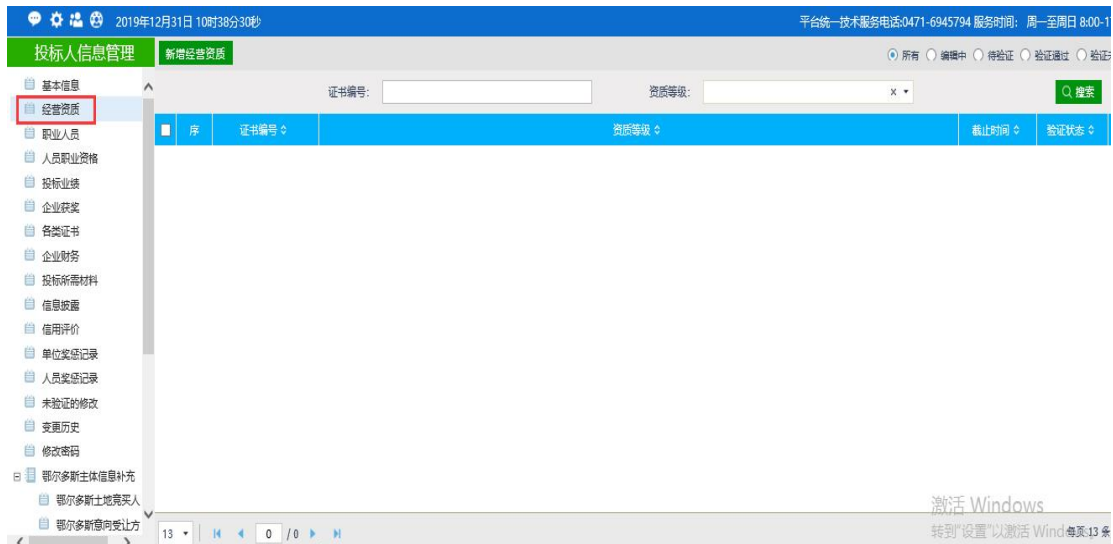 2019年12月31日 10时38分30秒 平台统一技术服务电话:0471-6945794 服务时间: 周一至周日 8:00-1
投标人信息管理 新增经营资质 所有 编辑中 待验证 验证通过 验证
基本信息
证书编号: 资质等级: x 搜索
经营资质
序 证书编号 资质等级 截止时间 验证状态
职业人员
人员职业资格
投标业绩
企业获奖
各类证书
企业财务
投标所需材料
信息披露
信用评价
单位奖惩记录
人员奖惩记录
未验证的修改
变更历史
修改密码
鄂尔多斯主体信息补充
鄂尔多斯土地竞买人
鄂尔多斯意向受让方
激活 Windows
转到"设置"以激活 Wind
13 0 / 0 每页 13 条